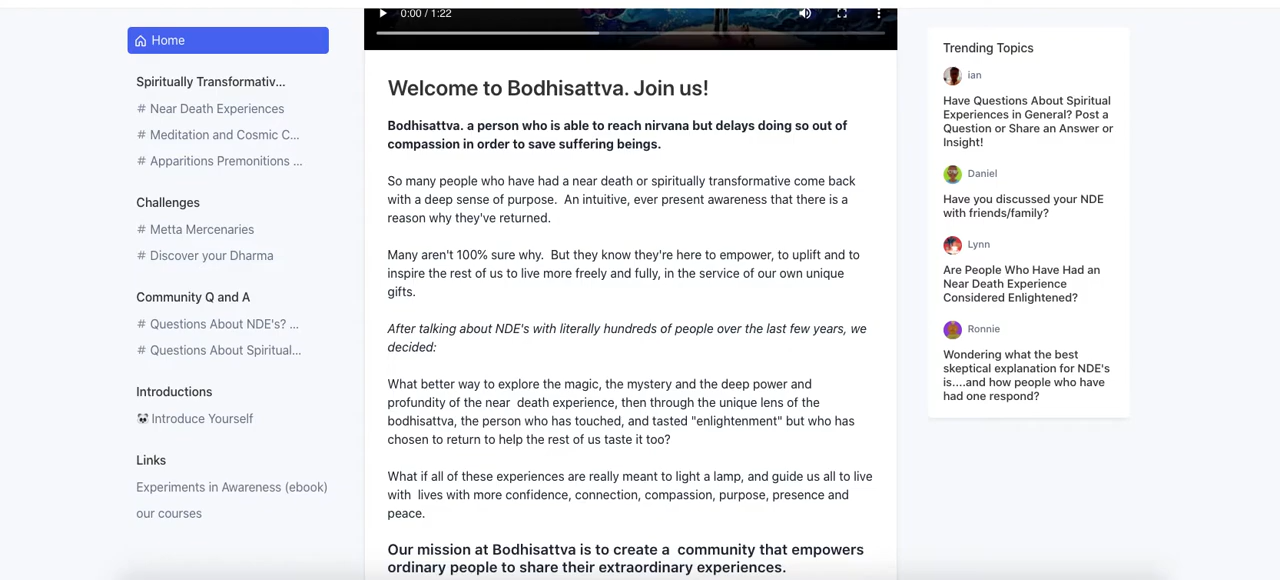 0:00 / 1:22
Home
Spiritually Transformativ...
# Near Death Experiences
# Meditation and Cosmic C...
# Apparitions Premonitions ...
Challenges
# Metta Mercenaries
# Discover your Dharma
Community Q and A
# Questions About NDE's? ...
# Questions About Spiritual...
Introductions
🐼 Introduce Yourself
Links
Experiments in Awareness (ebook)
our courses
Welcome to Bodhisattva. Join us!
Bodhisattva. a person who is able to reach nirvana but delays doing so out of
compassion in order to save suffering beings.
So many people who have had a near death or spiritually transformative come back
with a deep sense of purpose.  An intuitive, ever present awareness that there is a
reason why they've returned.
Many aren't 100% sure why.  But they know they're here to empower, to uplift and to
inspire the rest of us to live more freely and fully, in the service of our own unique
gifts.
After talking about NDE's with literally hundreds of people over the last few years, we
decided:
What better way to explore the magic, the mystery and the deep power and
profundity of the near  death experience, then through the unique lens of the
bodhisattva, the person who has touched, and tasted "enlightenment" but who has
chosen to return to help the rest of us taste it too?
What if all of these experiences are really meant to light a lamp, and guide us all to live
with  lives with more confidence, connection, compassion, purpose, presence and
peace.
Our mission at Bodhisattva is to create a  community that empowers
ordinary people to share their extraordinary experiences.
Trending Topics
ian
Have Questions About Spiritual
Experiences in General? Post a
Question or Share an Answer or
Insight!
Daniel
Have you discussed your NDE
with friends/family?
Lynn
Are People Who Have Had an
Near Death Experience
Considered Enlightened?
Ronnie
Wondering what the best
skeptical explanation for NDE's
is....and how people who have
had one respond?